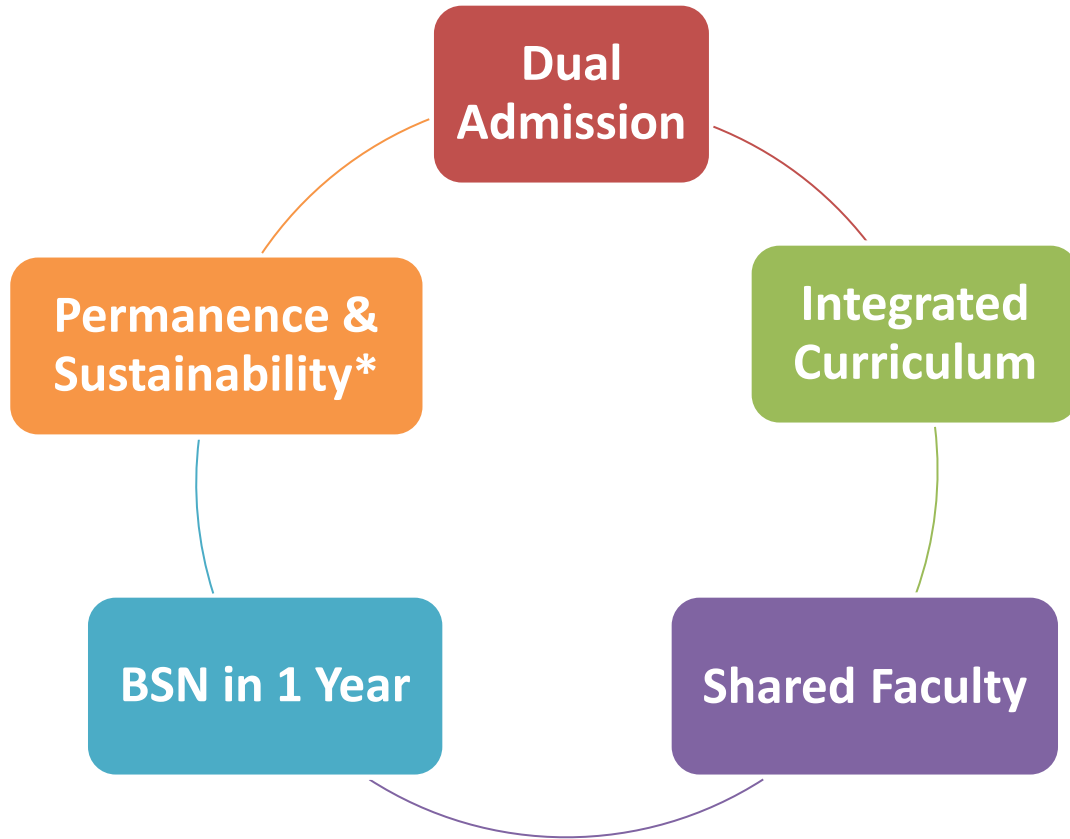 Dual
Admission
Integrated
Curriculum
Shared Faculty
BSN in 1 Year
Permanence &
Sustainability*